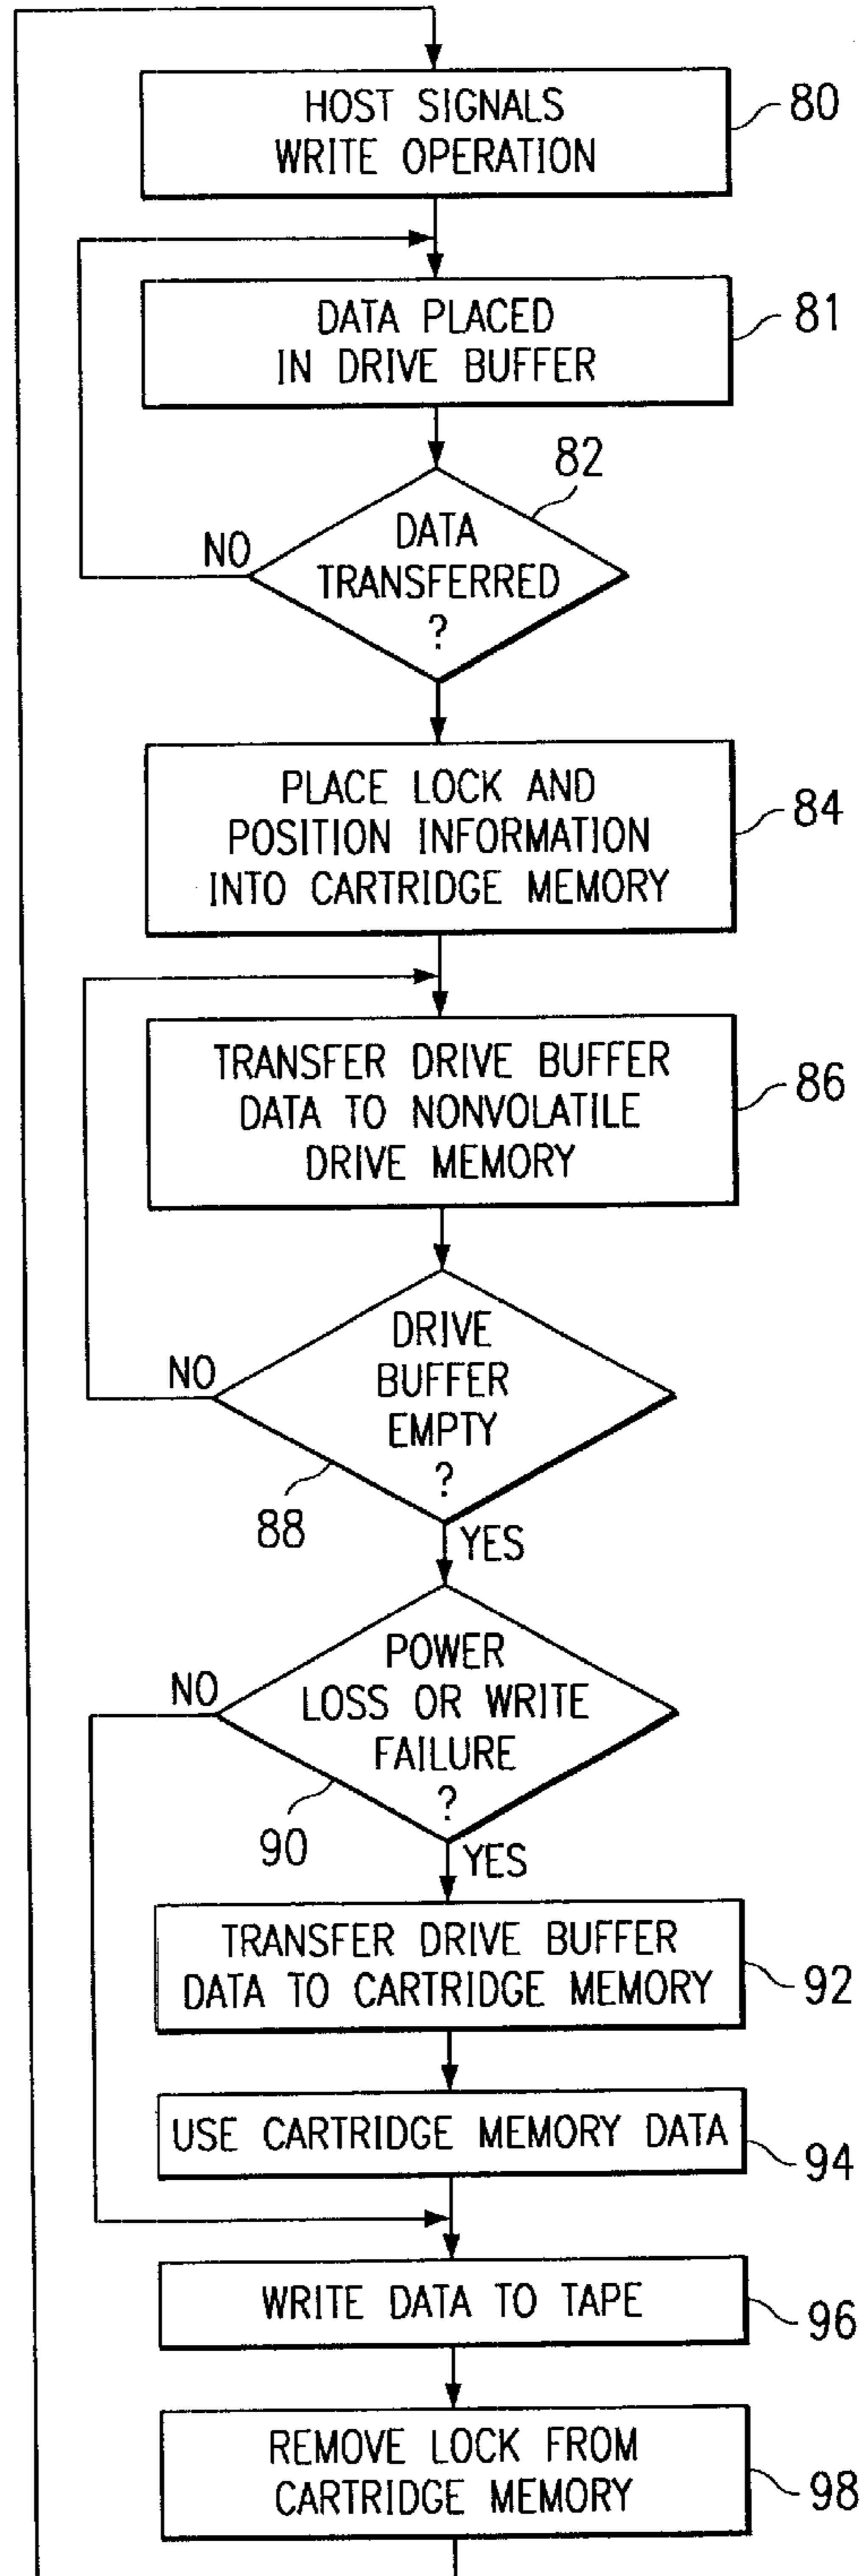 HOST SIGNALS
WRITE OPERATION
80
DATA PLACED
IN DRIVE BUFFER
81
82
DATA
TRANSFERRED
?
NO
PLACE LOCK AND
POSITION INFORMATION
INTO CARTRIDGE MEMORY
84
TRANSFER DRIVE BUFFER
DATA TO NONVOLATILE
DRIVE MEMORY
86
DRIVE
BUFFER
EMPTY
?
NO
88
YES
POWER
LOSS OR WRITE
FAILURE
?
NO
90
YES
TRANSFER DRIVE BUFFER
DATA TO CARTRIDGE MEMORY
92
USE CARTRIDGE MEMORY DATA
94
WRITE DATA TO TAPE
96
REMOVE LOCK FROM
CARTRIDGE MEMORY
98